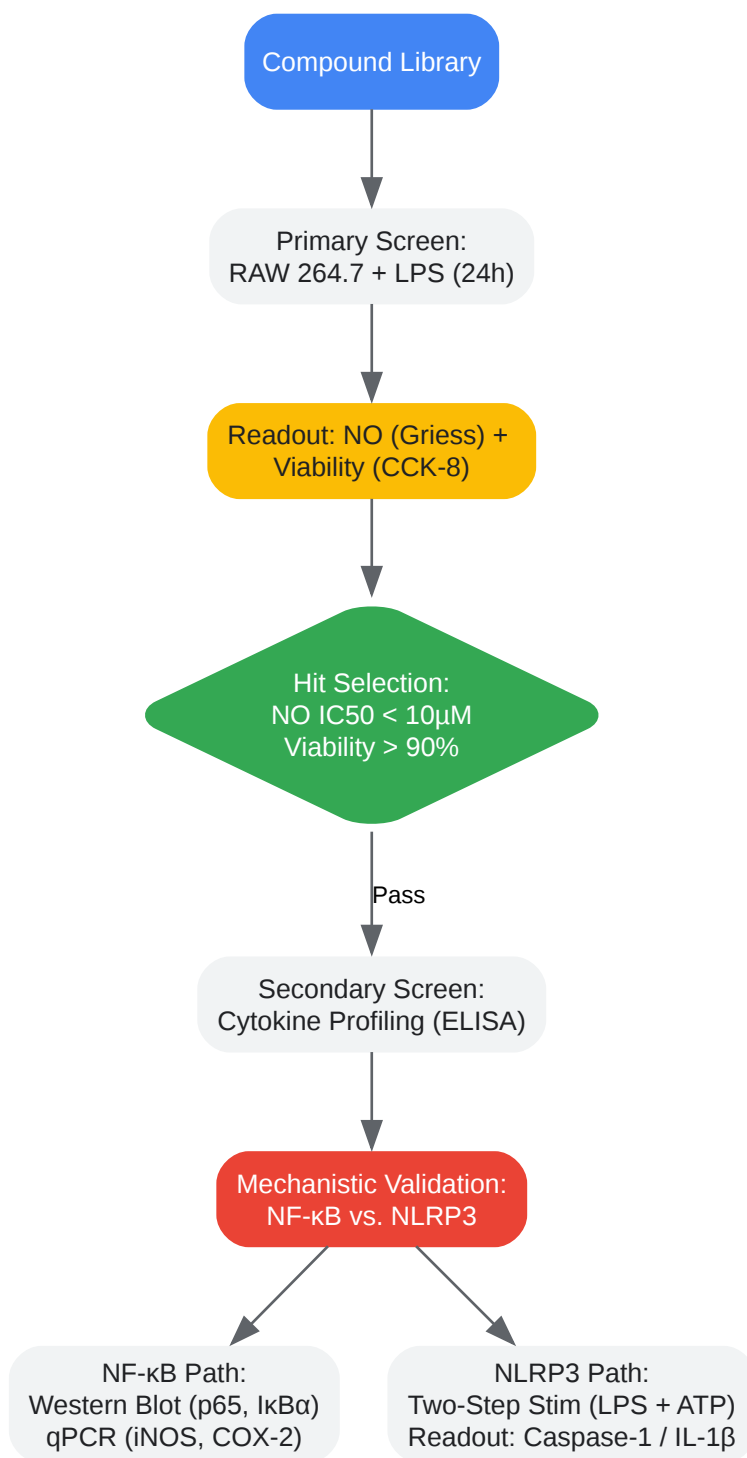 Compound Library
Primary Screen:
RAW 264.7 + LPS (24h)
Readout: NO (Griess) +
Viability (CCK-8)
Hit Selection:
NO IC50 < 10µM
Viability > 90%
Pass
Secondary Screen:
Cytokine Profiling (ELISA)
Mechanistic Validation:
NF-κB vs. NLRP3
NF-κB Path:
Western Blot (p65, IκBα)
qPCR (iNOS, COX-2)
NLRP3 Path:
Two-Step Stim (LPS + ATP)
Readout: Caspase-1 / IL-1β